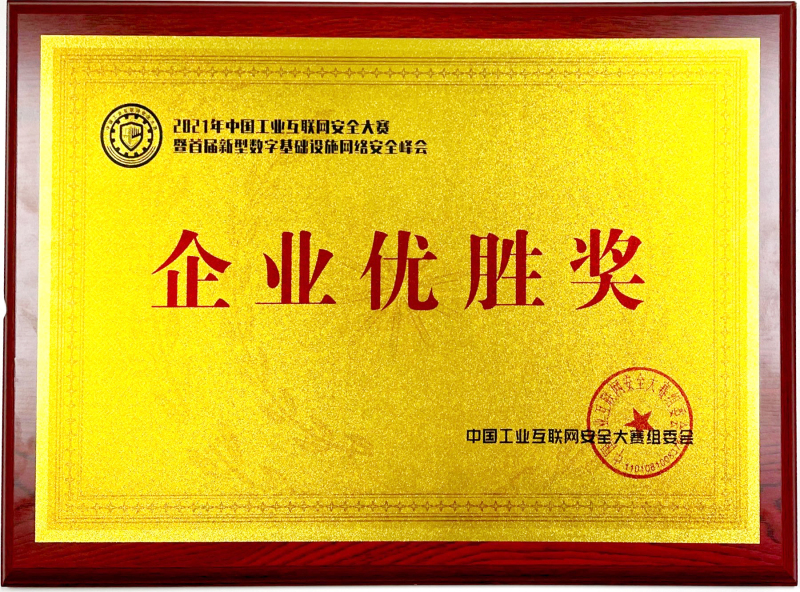 2021年中国工业互联网安全大赛
暨首届新型数字基础设施网络安全峰会
企业优胜奖
中国工业互联网安全大赛组委会